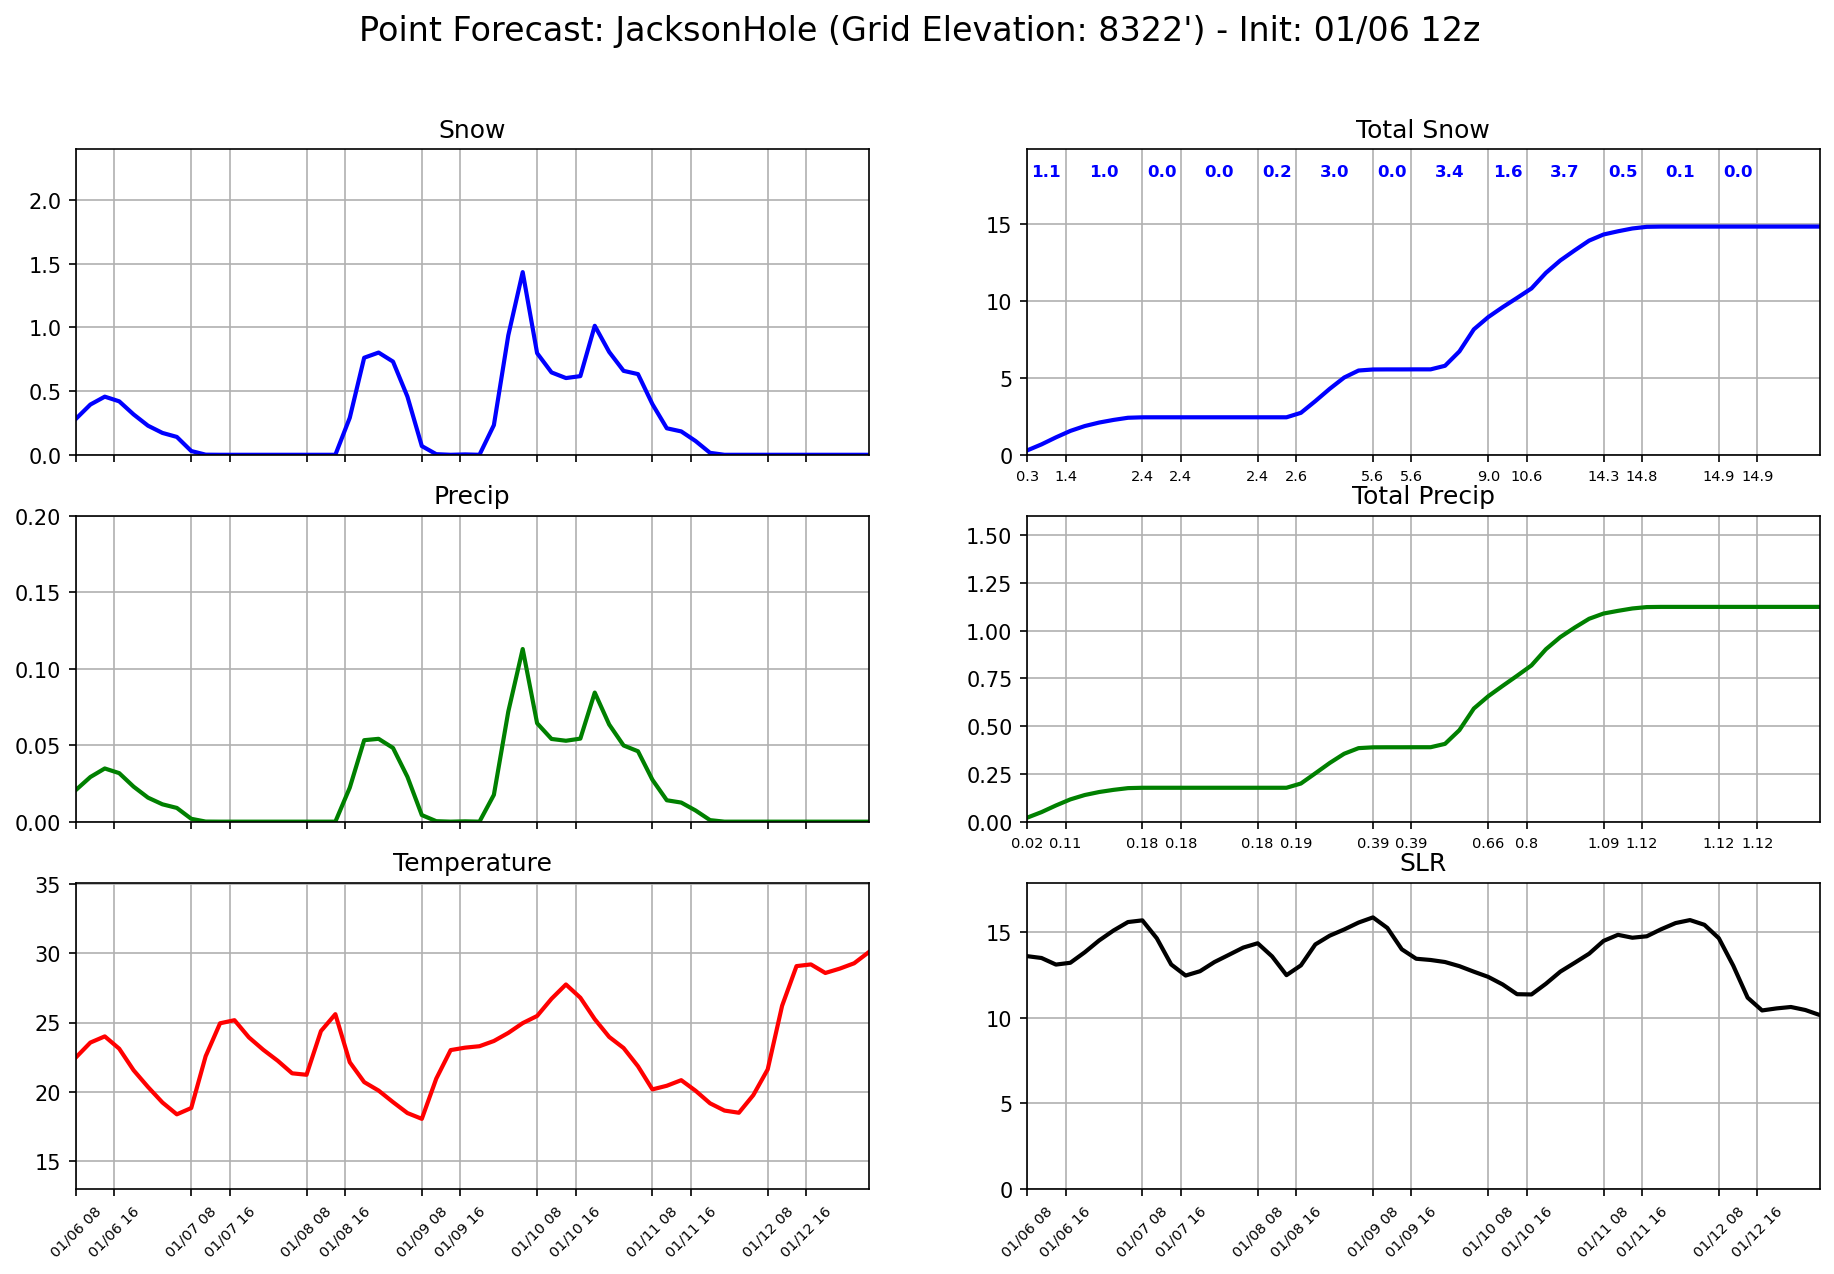 Point Forecast: JacksonHole (Grid Elevation: 8322') - Init: 01/06 12z
Snow
2.0
1.5
1.0
0.5
0.0
Total Snow
1.1 1.0 0.0 0.0 0.2 3.0 0.0 3.4 1.6 3.7 0.5 0.1 0.0
15
10
5
0
0.3 1.4 2.4 2.4 2.4 2.6 5.6 5.6 9.0 10.6 14.3 14.8 14.9 14.9
Precip
0.20
0.15
0.10
0.05
0.00
Total Precip
1.50
1.25
1.00
0.75
0.50
0.25
0.00
0.02 0.11 0.18 0.18 0.18 0.19 0.39 0.39 0.66 0.8 1.09 1.12 1.12 1.12
Temperature
35
30
25
20
15
01/06 08 01/06 16 01/07 08 01/07 16 01/08 08 01/08 16 01/09 08 01/09 16 01/10 08 01/10 16 01/11 08 01/11 16 01/12 08 01/12 16
SLR
15
10
5
0
01/06 08 01/06 16 01/07 08 01/07 16 01/08 08 01/08 16 01/09 08 01/09 16 01/10 08 01/10 16 01/11 08 01/11 16 01/12 08 01/12 16